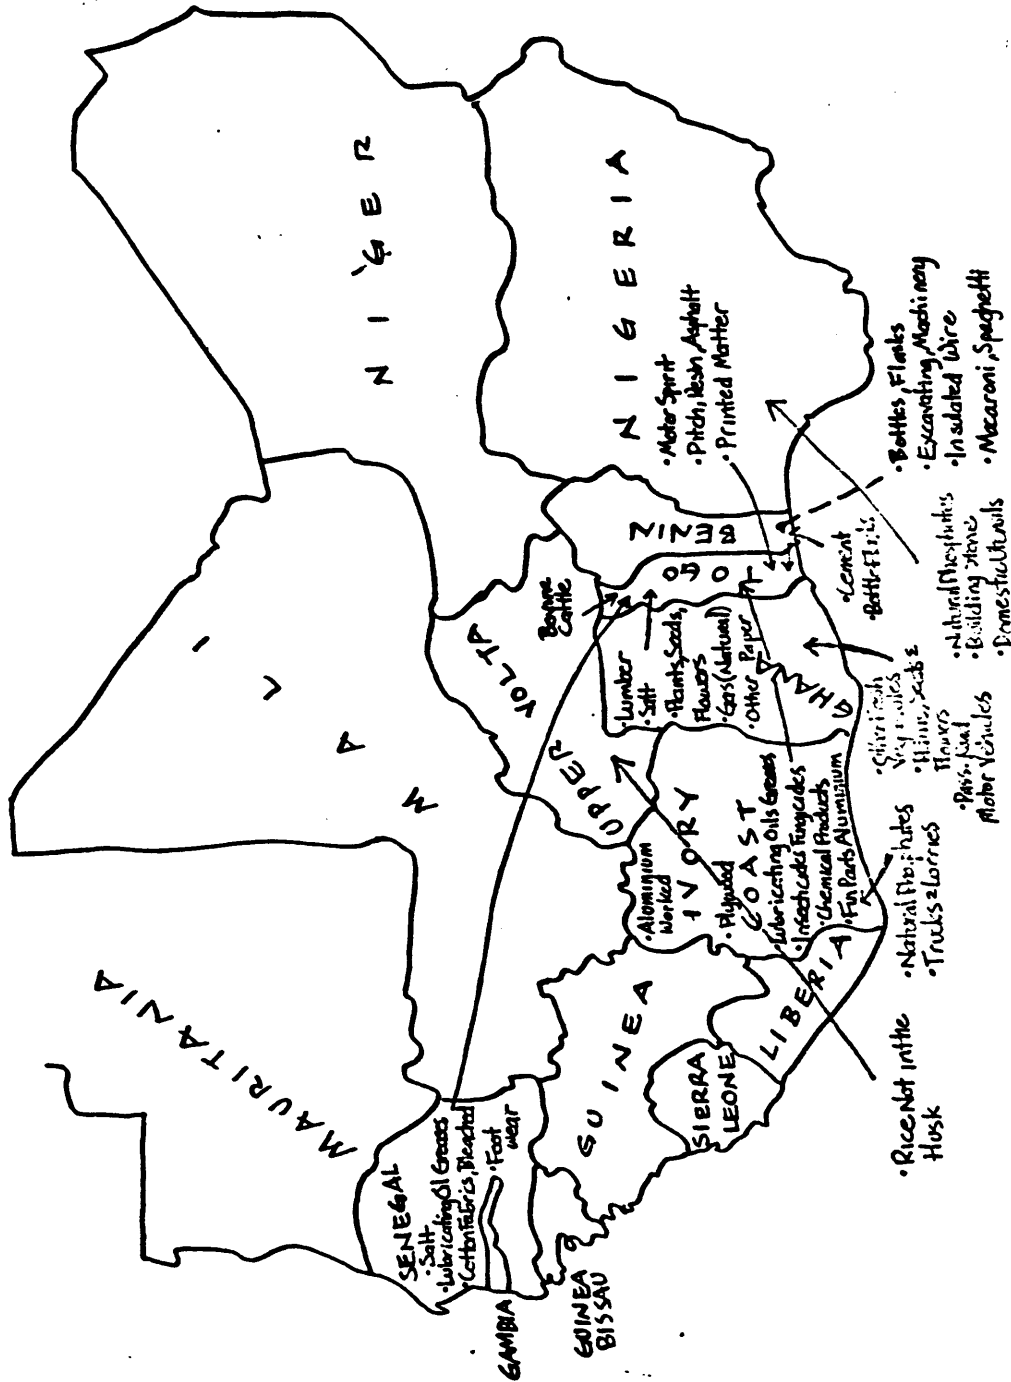 MAURITANIA
MALI
NIGER
SENEGAL
• Salt
• Lubricating Oil Greases
• Cotton Fabrics, Bleached
• Foot
wear
GAMBIA
GUINEA
BISSAU
GUINEA
SIERRA
LEONE
LIBERIA
UPPER VOLTA
Bovine
Cattle
• Aluminium
Worked
IVORY
• Plywood
COAST
• Lubricating Oils Greases
• Insecticides Fungicides
• Chemical Products
• Fin Parts Aluminium
• Lumber
• Salt
• Plants, Seeds,
Flowers
• Gas (Natural)
• Other Paper
GHANA
TOGO
BENIN
NIGERIA
• Motor Spirit
• Pitch, Resin, Asphalt
• Printed Matter
• Rice Not In the
Husk
• Natural Phosphates
• Trucks & Lorries
Flowers
Motor Vehicles
• Cement
• Natural Phosphates
• Building Stone
• Domestic Utensils
• Bottles, Flasks
• Excavating, Machinery
• Insulated Wire
• Macaroni, Spaghetti